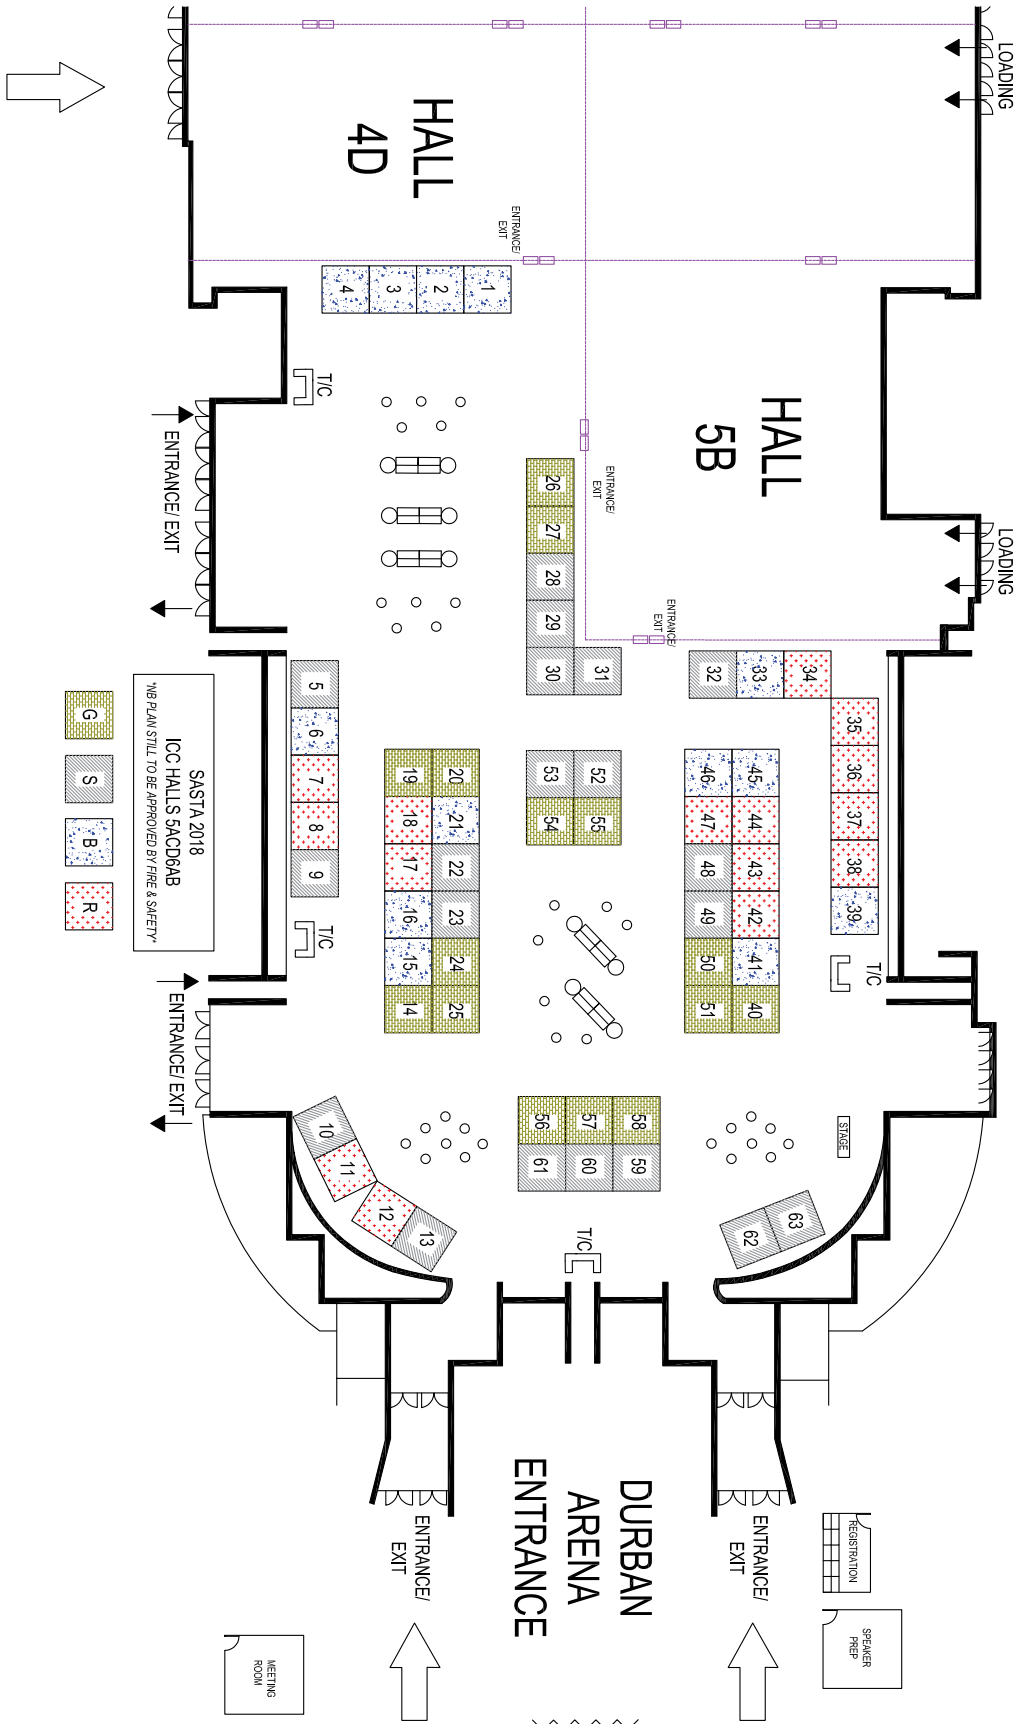 LOADING
HALL
4D
ENTRANCE/
EXIT
1
2
3
4
T/C
HALL
5B
LOADING
ENTRANCE/ EXIT
ENTRANCE/
EXIT
26
27
28
29
30
31
ENTRANCE/
EXIT
32
33
34
35
36
37
38
39
5
6
7
8
9
T/C
19
20
18
21
17
22
16
23
15
24
14
25
53
52
54
55
46
45
47
44
48
43
49
42
50
41
51
40
T/C
SASTA 2018
ICC HALLS 5ACD6AB
*NB PLAN STILL TO BE APPROVED BY FIRE & SAFETY*
G
S
B
R
ENTRANCE/ EXIT
10
11
12
13
56
57
58
61
60
59
STAGE
63
62
T/C
DURBAN
ARENA
ENTRANCE
ENTRANCE/
EXIT
ENTRANCE/
EXIT
REGISTRATION
SPEAKER
PREP
MEETING
ROOM